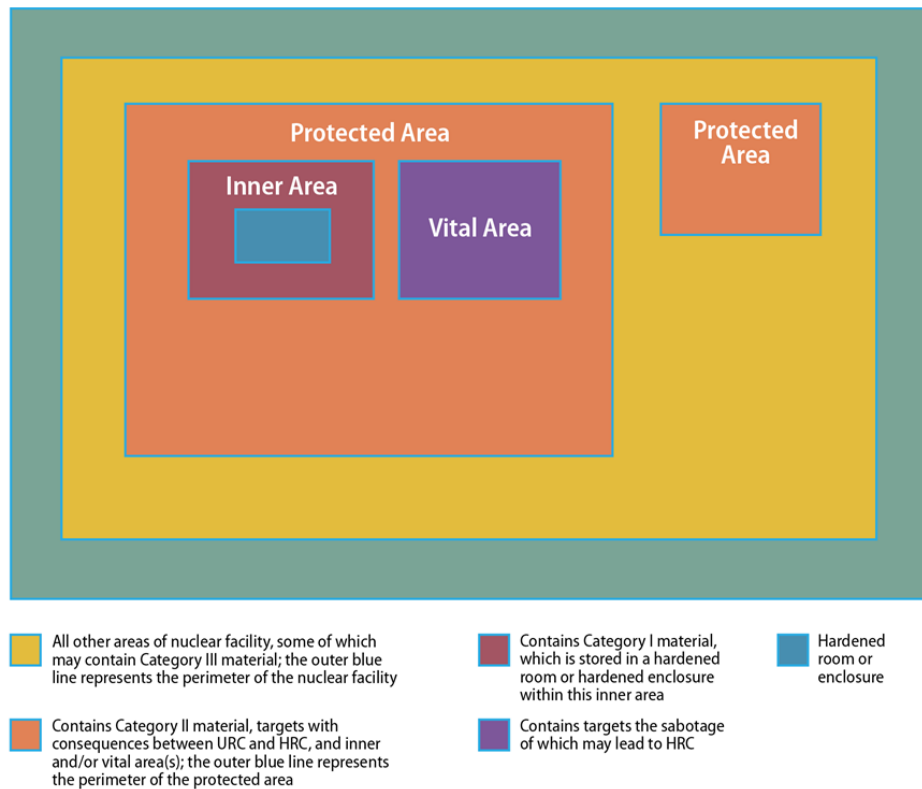 Protected Area
Protected
Area
Inner Area
Vital Area
All other areas of nuclear facility, some of which
may contain Category III material; the outer blue
line represents the perimeter of the nuclear facility
Contains Category II material, targets with
consequences between URC and HRC, and inner
and/or vital area(s); the outer blue line represents
the perimeter of the protected area
Contains Category I material,
which is stored in a hardened
room or hardened enclosure
within this inner area
Contains targets the sabotage
of which may lead to HRC
Hardened
room or
enclosure